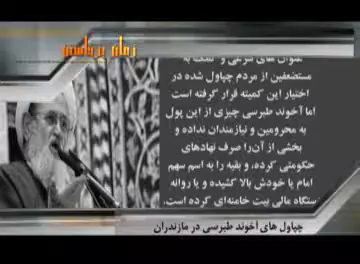 زمان برخاستن
عنوان های شرعی و کمک به
مستضعفین از مردم چپاول شده در
اختیار این کمیته قرار گرفته است
اما آخوند طبرسی چیزی از این پول
به محرومین و نیازمندان نداده و
بخشی از آن را صرف نهادهای
حکومتی کرده، و بقیه را به اسم سهم
امام یا خودش بالا کشیده و یا روانه
ستگاه مالی بیت خامنه‌ای کرده است.
چپاول های آخوند طبرسی در مازندران